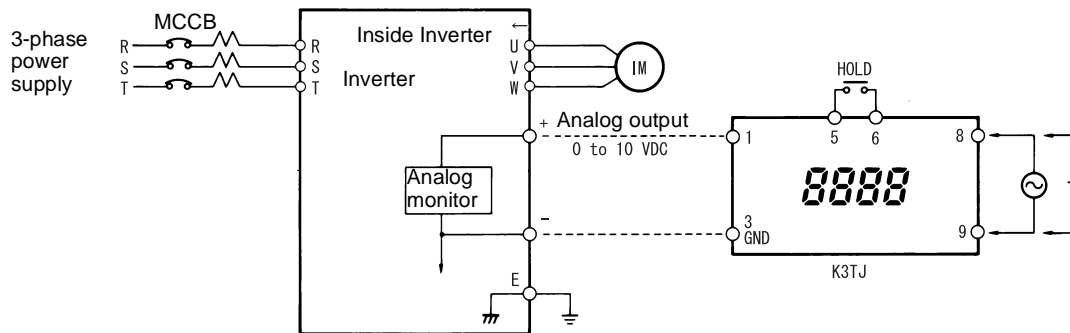 3-phase
power
supply
MCCB
R
S
T
R
S
T
Inside Inverter
Inverter
←
U
V
W
IM
+ Analog output
0 to 10 VDC
Analog
monitor
-
E
HOLD
5 6
1
8
8888
3
GND
9
K3TJ